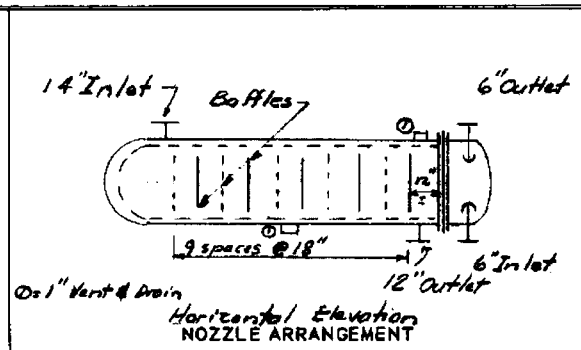 14" Inlet
Baffles
6" Outlet
①
12"
±
①
9 spaces @ 18"
12" Outlet
6" Inlet
①= 1" Vent & Drain
Horizontal Elevation
NOZZLE ARRANGEMENT